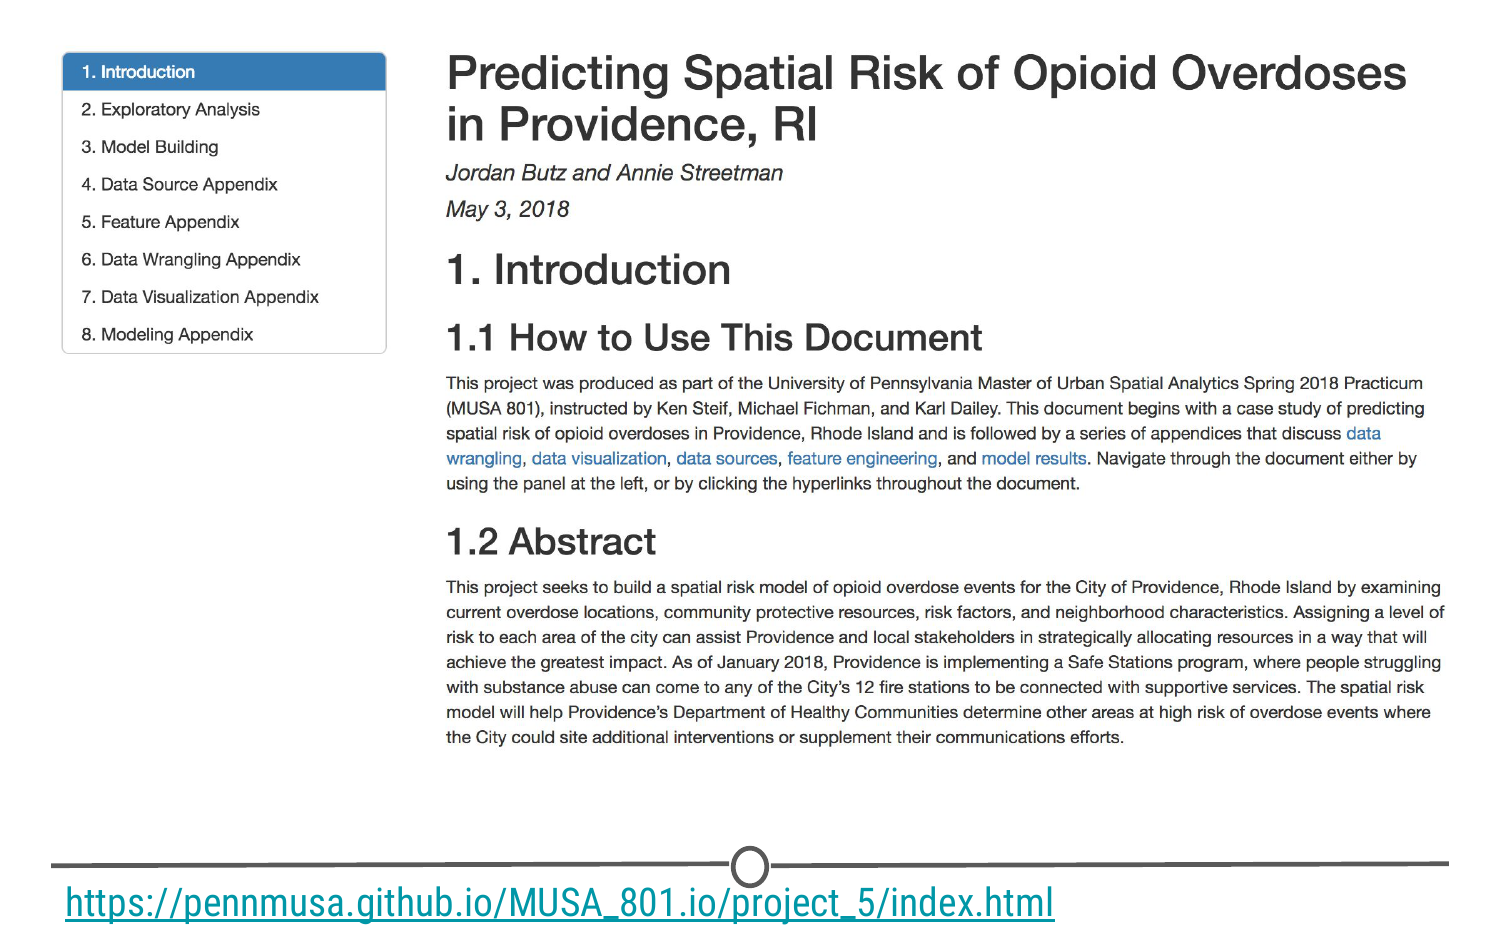 1. Introduction
2. Exploratory Analysis
3. Model Building
4. Data Source Appendix
5. Feature Appendix
6. Data Wrangling Appendix
7. Data Visualization Appendix
8. Modeling Appendix
Predicting Spatial Risk of Opioid Overdoses
in Providence, RI
Jordan Butz and Annie Streetman
May 3, 2018
1. Introduction
1.1 How to Use This Document
This project was produced as part of the University of Pennsylvania Master of Urban Spatial Analytics Spring 2018 Practicum
(MUSA 801), instructed by Ken Steif, Michael Fichman, and Karl Dailey. This document begins with a case study of predicting
spatial risk of opioid overdoses in Providence, Rhode Island and is followed by a series of appendices that discuss data
wrangling, data visualization, data sources, feature engineering, and model results. Navigate through the document either by
using the panel at the left, or by clicking the hyperlinks throughout the document.
1.2 Abstract
This project seeks to build a spatial risk model of opioid overdose events for the City of Providence, Rhode Island by examining
current overdose locations, community protective resources, risk factors, and neighborhood characteristics. Assigning a level of
risk to each area of the city can assist Providence and local stakeholders in strategically allocating resources in a way that will
achieve the greatest impact. As of January 2018, Providence is implementing a Safe Stations program, where people struggling
with substance abuse can come to any of the City's 12 fire stations to be connected with supportive services. The spatial risk
model will help Providence's Department of Healthy Communities determine other areas at high risk of overdose events where
the City could site additional interventions or supplement their communications efforts.
https://pennmusa.github.io/MUSA_801.io/project_5/index.html